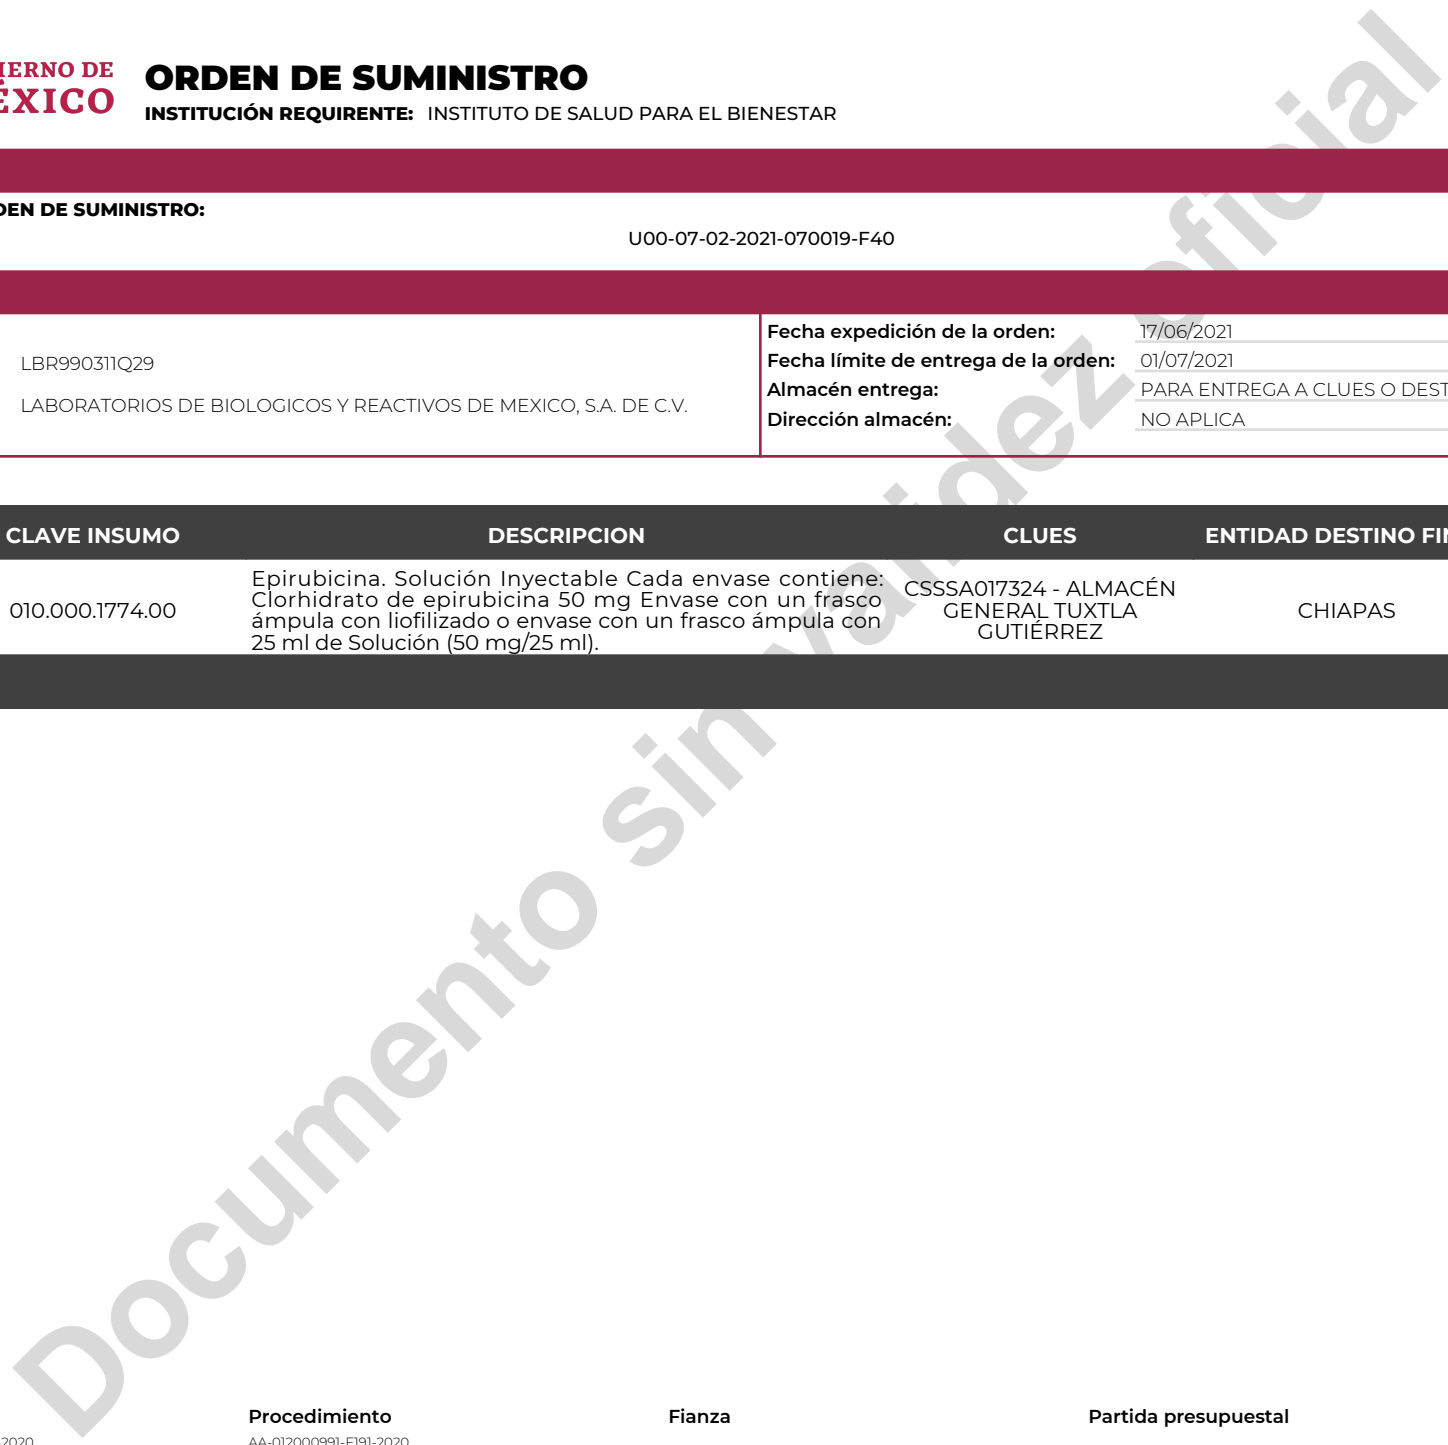 IERNO DE
ÉXICO
ORDEN DE SUMINISTRO
INSTITUCIÓN REQUIRENTE: INSTITUTO DE SALUD PARA EL BIENESTAR
DEN DE SUMINISTRO:
U00-07-02-2021-070019-F40
LBR990311Q29
LABORATORIOS DE BIOLOGICOS Y REACTIVOS DE MEXICO, S.A. DE C.V.
Fecha expedición de la orden: 17/06/2021
Fecha límite de entrega de la orden: 01/07/2021
Almacén entrega: PARA ENTREGA A CLUES O DEST
Dirección almacén: NO APLICA
CLAVE INSUMO DESCRIPCION CLUES ENTIDAD DESTINO FIN
010.000.1774.00
Epirubicina. Solución Inyectable Cada envase contiene:
Clorhidrato de epirubicina 50 mg Envase con un frasco
ámpula con liofilizado o envase con un frasco ámpula con
25 ml de Solución (50 mg/25 ml).
CSSSA017324 - ALMACÉN
GENERAL TUXTLA
GUTIÉRREZ
CHIAPAS
Documento sin validez oficial
Procedimiento Fianza Partida presupuestal
-2020 AA-012000991-E191-2020